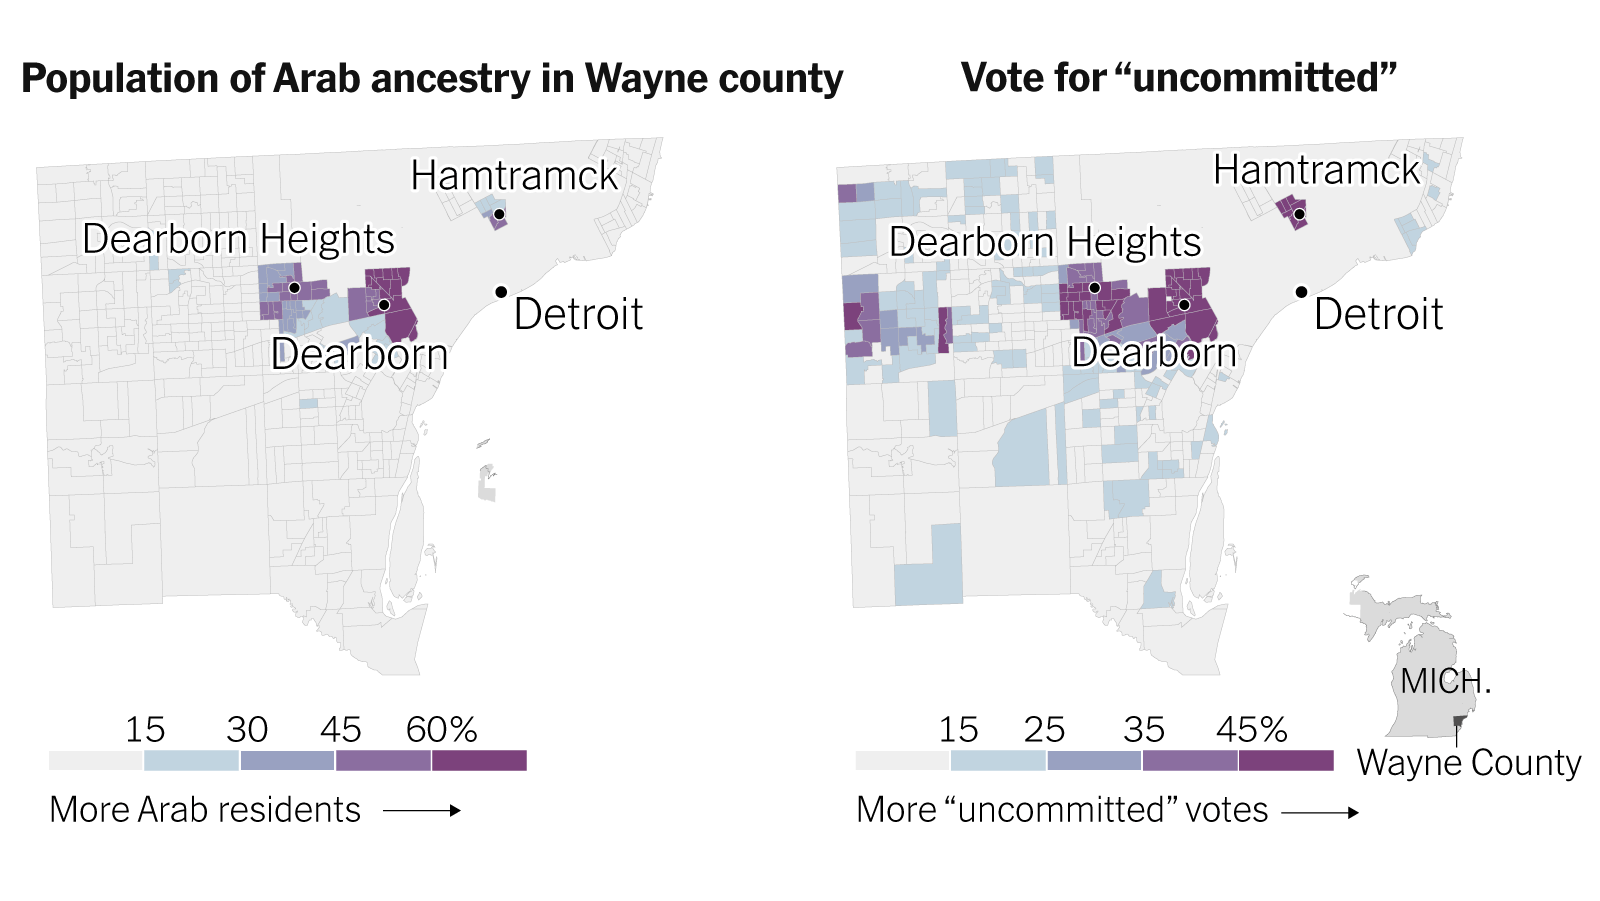 Population of Arab ancestry in Wayne county
Hamtramck
Dearborn Heights
Detroit
Dearborn
15 30 45 60%
More Arab residents
Vote for “uncommitted”
Hamtramck
Dearborn Heights
Detroit
Dearborn
15 25 35 45%
More “uncommitted” votes
MICH.
Wayne County